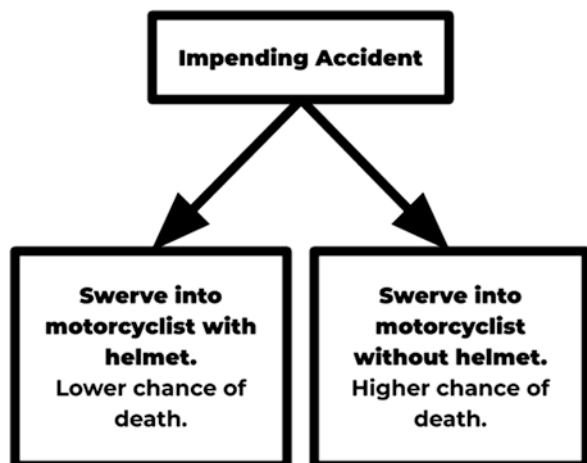 Impending Accident
Swerve into
motorcyclist with
helmet.
Lower chance of
death.
Swerve into
motorcyclist
without helmet.
Higher chance of
death.